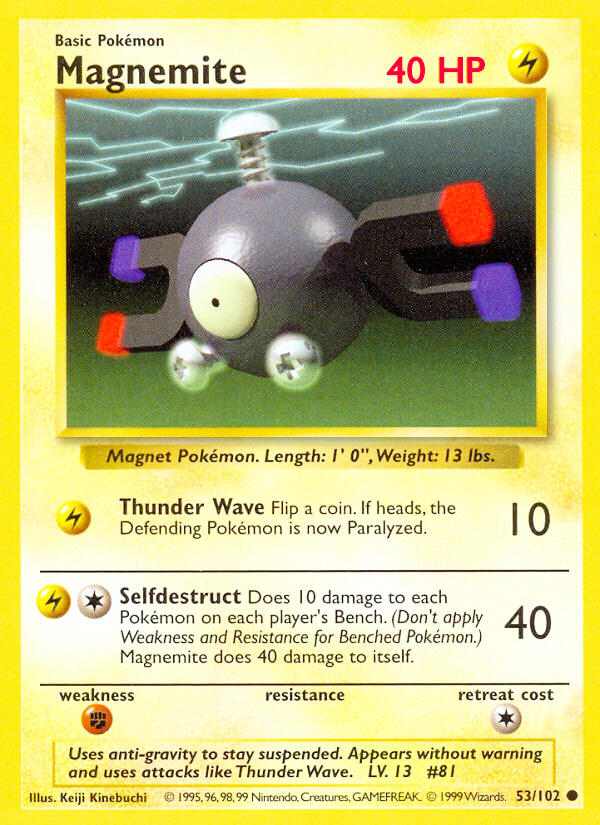 Basic Pokémon
Magnemite 40 HP
Magnet Pokémon. Length: 1' 0", Weight: 13 lbs.
Thunder Wave Flip a coin. If heads, the
Defending Pokémon is now Paralyzed.
10
Selfdestruct Does 10 damage to each
Pokémon on each player's Bench. (Don't apply
Weakness and Resistance for Benched Pokémon.)
Magnemite does 40 damage to itself.
40
weakness resistance retreat cost
Uses anti-gravity to stay suspended. Appears without warning
and uses attacks like Thunder Wave. LV. 13 #81
Illus. Keiji Kinebuchi © 1995, 96, 98, 99 Nintendo, Creatures, GAMEFREAK. © 1999 Wizards. 53/102 ●